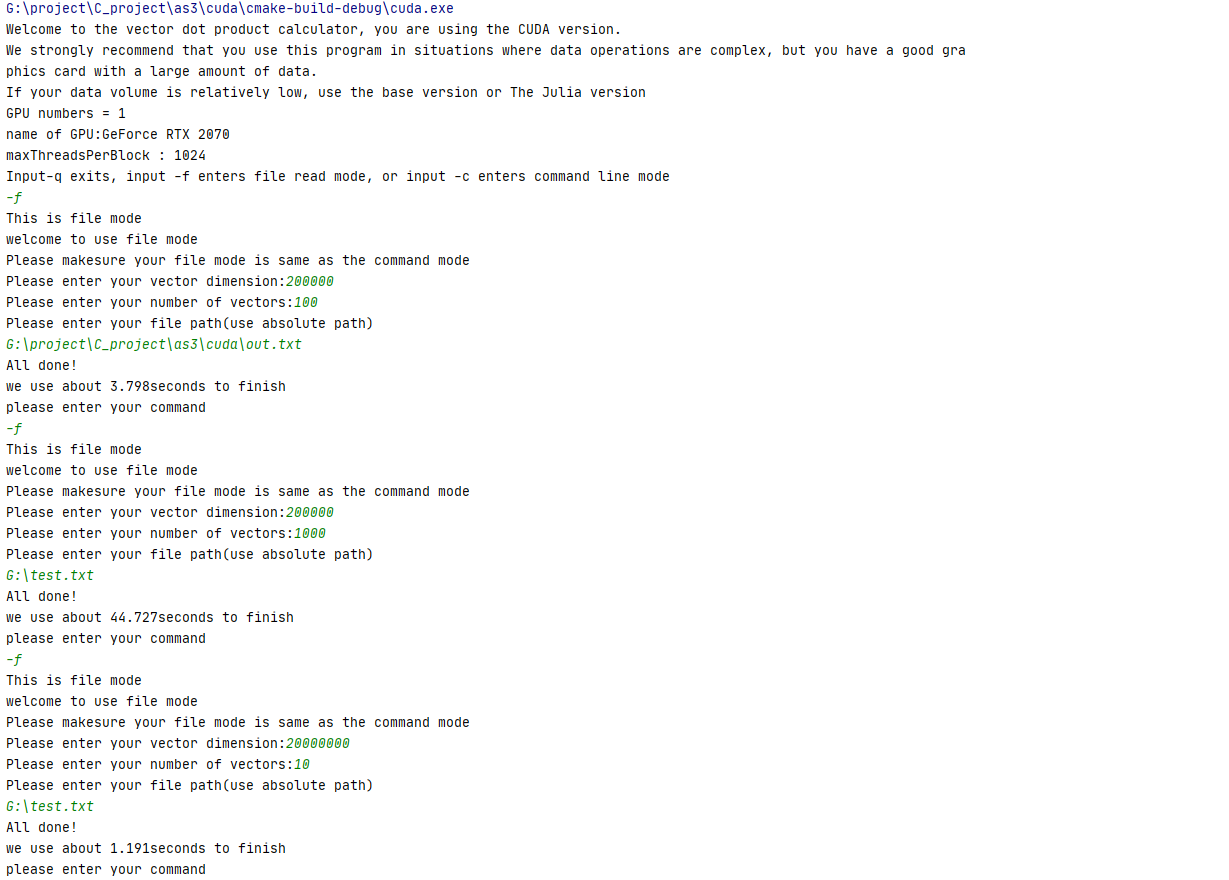 G:\project\C_project\as3\cuda\cmake-build-debug\cuda.exe
Welcome to the vector dot product calculator, you are using the CUDA version.
We strongly recommend that you use this program in situations where data operations are complex, but you have a good gra
phics card with a large amount of data.
If your data volume is relatively low, use the base version or The Julia version
GPU numbers = 1
name of GPU:GeForce RTX 2070
maxThreadsPerBlock : 1024
Input-q exits, input -f enters file read mode, or input -c enters command line mode
-f
This is file mode
welcome to use file mode
Please makesure your file mode is same as the command mode
Please enter your vector dimension:200000
Please enter your number of vectors:100
Please enter your file path(use absolute path)
G:\project\C_project\as3\cuda\out.txt
All done!
we use about 3.798seconds to finish
please enter your command
-f
This is file mode
welcome to use file mode
Please makesure your file mode is same as the command mode
Please enter your vector dimension:200000
Please enter your number of vectors:1000
Please enter your file path(use absolute path)
G:\test.txt
All done!
we use about 44.727seconds to finish
please enter your command
-f
This is file mode
welcome to use file mode
Please makesure your file mode is same as the command mode
Please enter your vector dimension:20000000
Please enter your number of vectors:10
Please enter your file path(use absolute path)
G:\test.txt
All done!
we use about 1.191seconds to finish
please enter your command